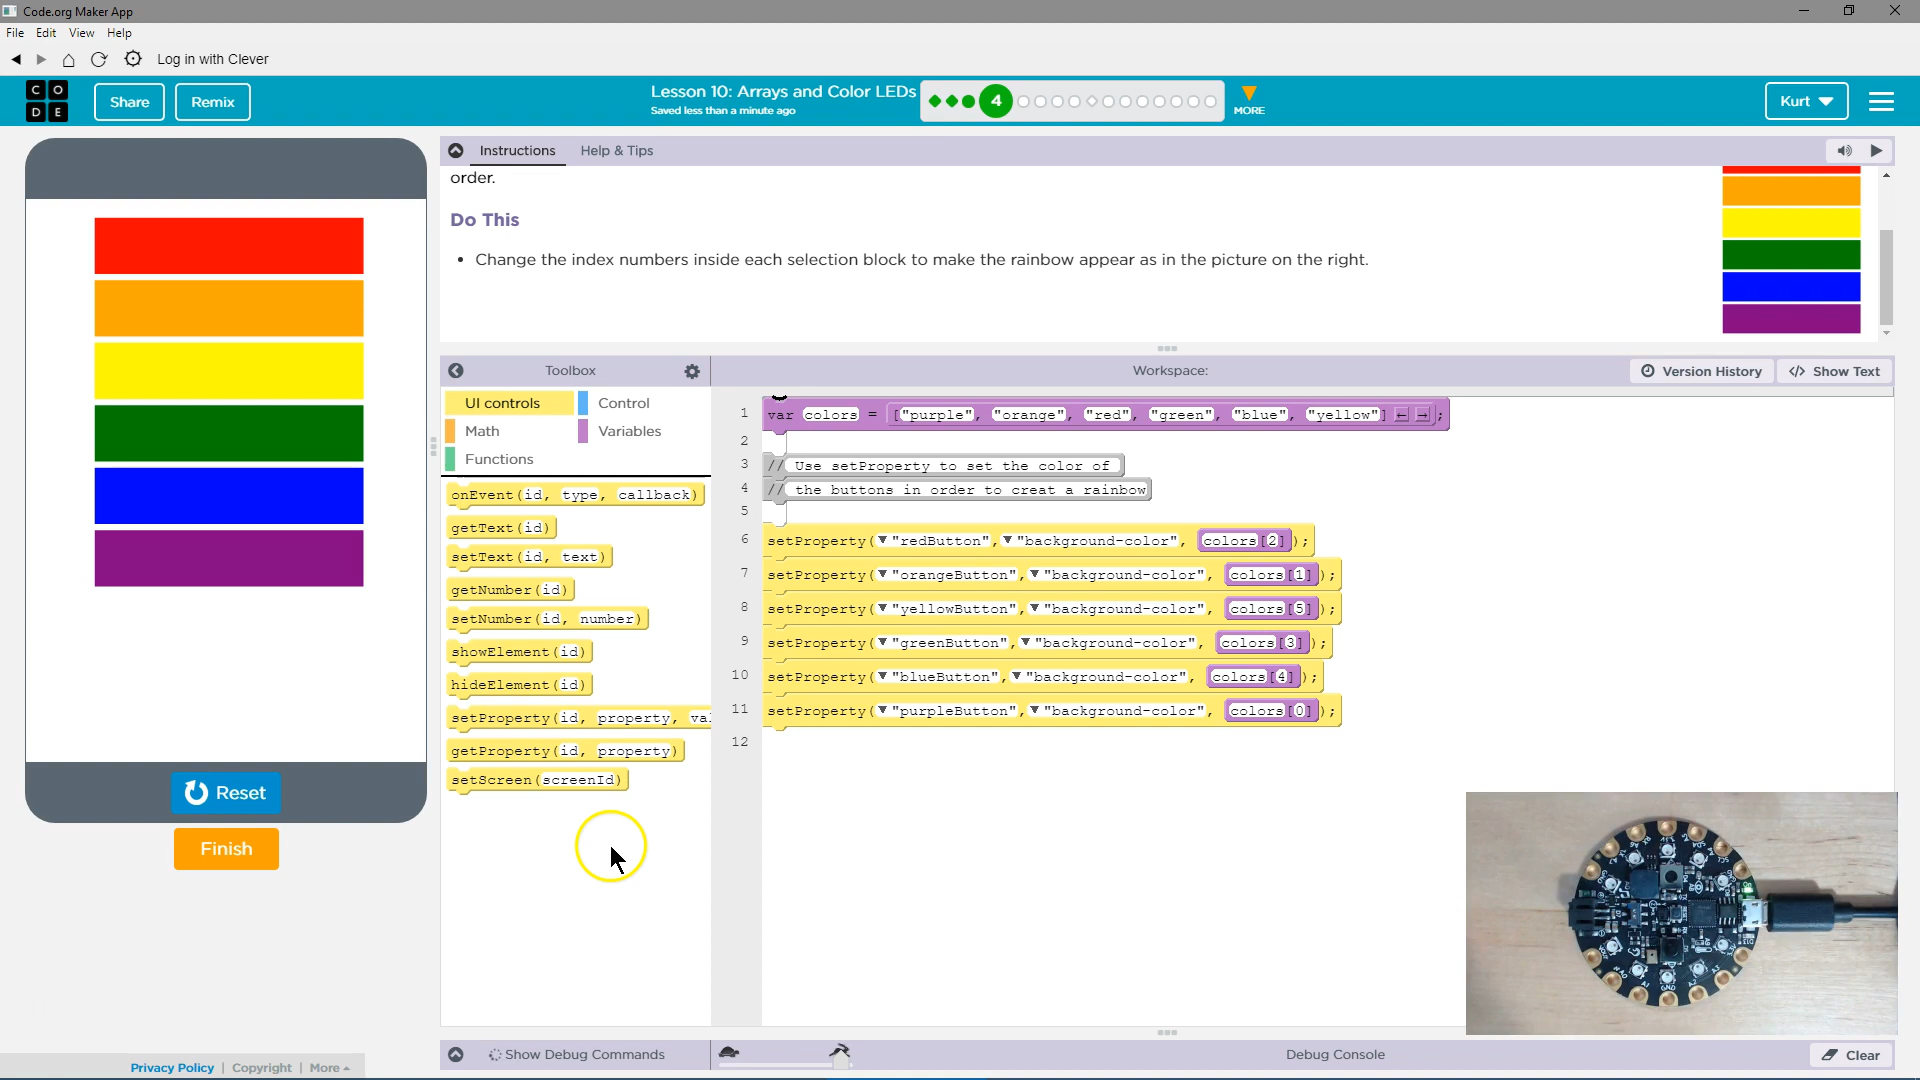 Code.org Maker App
File Edit View Help
Log in with Clever
C O D E
Share Remix
Lesson 10: Arrays and Color LEDs
Saved less than a minute ago
4
MORE
Kurt
Instructions Help & Tips
order.
Do This
• Change the index numbers inside each selection block to make the rainbow appear as in the picture on the right.
Toolbox
Workspace:
Version History
</> Show Text
UI controls
Control
Math
Variables
Functions
onEvent(id, type, callback)
getText(id)
setText(id, text)
getNumber(id)
setNumber(id, number)
showElement(id)
hideElement(id)
setProperty(id, property, val
getProperty(id, property)
setScreen(screenId)
1 var colors = ["purple", "orange", "red", "green", "blue", "yellow"] ← → ;
2
3 // Use setProperty to set the color of
4 // the buttons in order to creat a rainbow
5
6 setProperty(▼"redButton",▼"background-color", colors[2]);
7 setProperty(▼"orangeButton",▼"background-color", colors[1]);
8 setProperty(▼"yellowButton",▼"background-color", colors[5]);
9 setProperty(▼"greenButton",▼"background-color", colors[3]);
10 setProperty(▼"blueButton",▼"background-color", colors[4]);
11 setProperty(▼"purpleButton",▼"background-color", colors[0]);
12
Reset
Finish
Show Debug Commands
Debug Console
Clear
Privacy Policy | Copyright | More